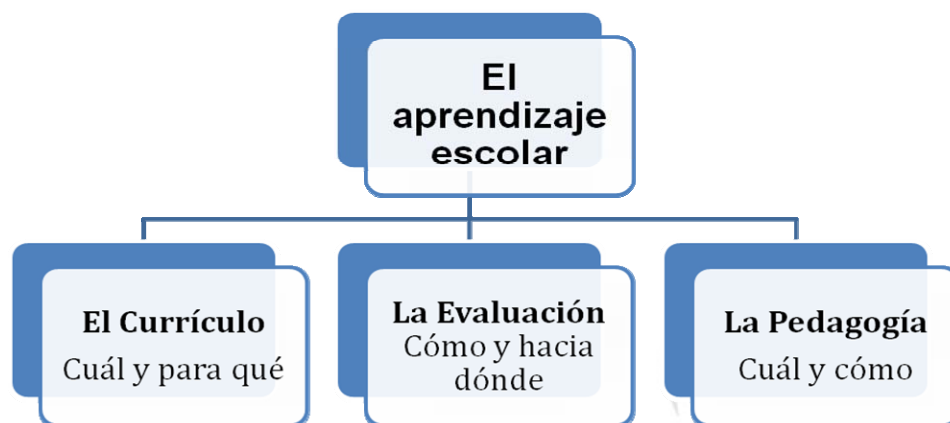 El
aprendizaje
escolar
El Currículo
Cuál y para qué
La Evaluación
Cómo y hacia
dónde
La Pedagogía
Cuál y cómo